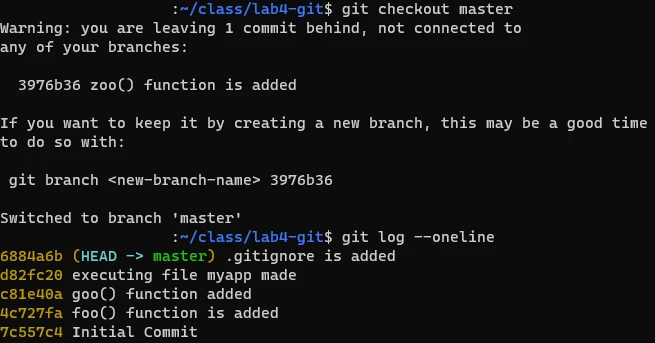 :~/class/lab4-git$ git checkout master
Warning: you are leaving 1 commit behind, not connected to
any of your branches:
3976b36 zoo() function is added
If you want to keep it by creating a new branch, this may be a good time
to do so with:
git branch <new-branch-name> 3976b36
Switched to branch 'master'
:~/class/lab4-git$ git log --oneline
6884a6b (HEAD -> master) .gitignore is added
d82fc20 executing file myapp made
c81e40a goo() function added
4c727fa foo() function is added
7c557c4 Initial Commit